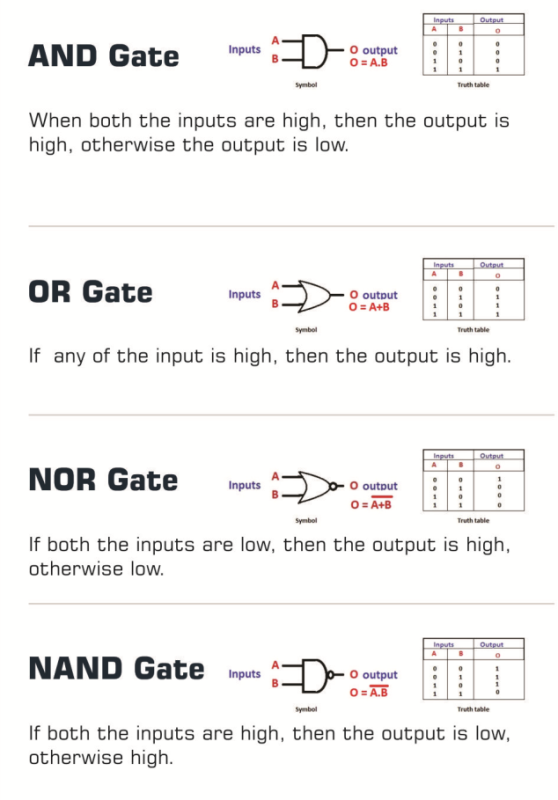 AND Gate
Inputs
A
B
O output
O = A.B
Symbol
Inputs Output
A B O
0 0 0
0 1 0
1 0 0
1 1 1
Truth table
When both the inputs are high, then the output is
high, otherwise the output is low.
OR Gate
Inputs
A
B
O output
O = A+B
Symbol
Inputs Output
A B O
0 0 0
0 1 1
1 0 1
1 1 1
Truth table
If any of the input is high, then the output is high.
NOR Gate
Inputs
A
B
O output
O = A̅+̅B̅
Symbol
Inputs Output
A B O
0 0 1
0 1 0
1 0 0
1 1 0
Truth table
If both the inputs are low, then the output is high,
otherwise low.
NAND Gate
Inputs
A
B
O output
O = A̅.̅B̅
Symbol
Inputs Output
A B O
0 0 1
0 1 1
1 0 1
1 1 0
Truth table
If both the inputs are high, then the output is low,
otherwise high.